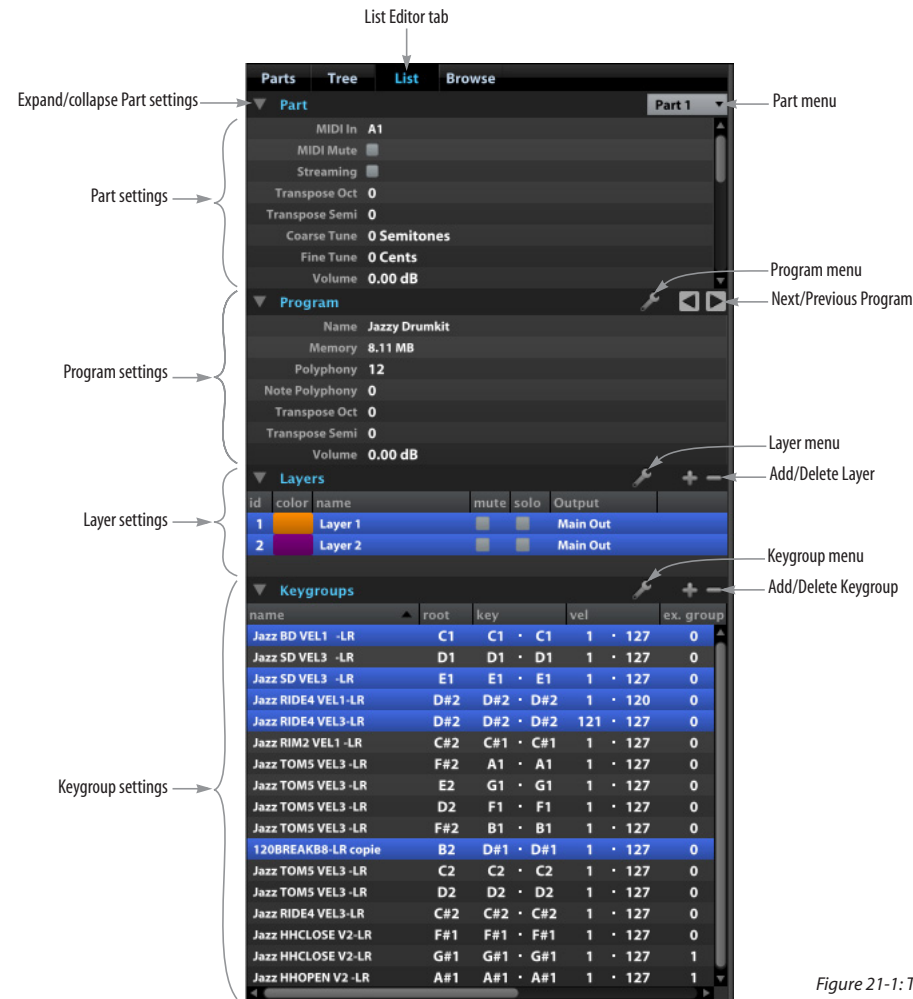 List Editor tab
Parts Tree List Browse
Expand/collapse Part settings
Part
Part 1
Part menu
MIDI In A1
MIDI Mute
Streaming
Part settings
Transpose Oct 0
Transpose Semi 0
Coarse Tune 0 Semitones
Fine Tune 0 Cents
Volume 0.00 dB
Program menu
Program
Next/Previous Program
Name Jazzy Drumkit
Memory 8.11 MB
Program settings
Polyphony 12
Note Polyphony 0
Transpose Oct 0
Transpose Semi 0
Volume 0.00 dB
Layer menu
Layers
Add/Delete Layer
id color name mute solo Output
Layer settings
1 Layer 1 Main Out
2 Layer 2 Main Out
Keygroup menu
Keygroups
Add/Delete Keygroup
name root key vel ex. group
Jazz BD VEL1 -LR C1 C1 · C1 1 · 127 0
Jazz SD VEL3 -LR D1 D1 · D1 1 · 127 0
Jazz SD VEL3 -LR E1 E1 · E1 1 · 127 0
Jazz RIDE4 VEL1-LR D#2 D#2 · D#2 1 · 120 0
Jazz RIDE4 VEL3-LR D#2 D#2 · D#2 121 · 127 0
Jazz RIM2 VEL1 -LR C#2 C#1 · C#1 1 · 127 0
Jazz TOM5 VEL3 -LR F#2 A1 · A1 1 · 127 0
Keygroup settings
Jazz TOM5 VEL3 -LR E2 G1 · G1 1 · 127 0
Jazz TOM5 VEL3 -LR D2 F1 · F1 1 · 127 0
Jazz TOM5 VEL3 -LR F#2 B1 · B1 1 · 127 0
120BREAKB8-LR copie B2 D#1 · D#1 1 · 127 0
Jazz TOM5 VEL3 -LR C2 C2 · C2 1 · 127 0
Jazz TOM5 VEL3 -LR D2 D2 · D2 1 · 127 0
Jazz RIDE4 VEL3-LR C#2 C#2 · C#2 1 · 127 0
Jazz HHCLOSE V2-LR F#1 F#1 · F#1 1 · 127 0
Jazz HHCLOSE V2-LR G#1 G#1 · G#1 1 · 127 1
Jazz HHOPEN V2 -LR A#1 A#1 · A#1 1 · 127 1
Figure 21-1: T